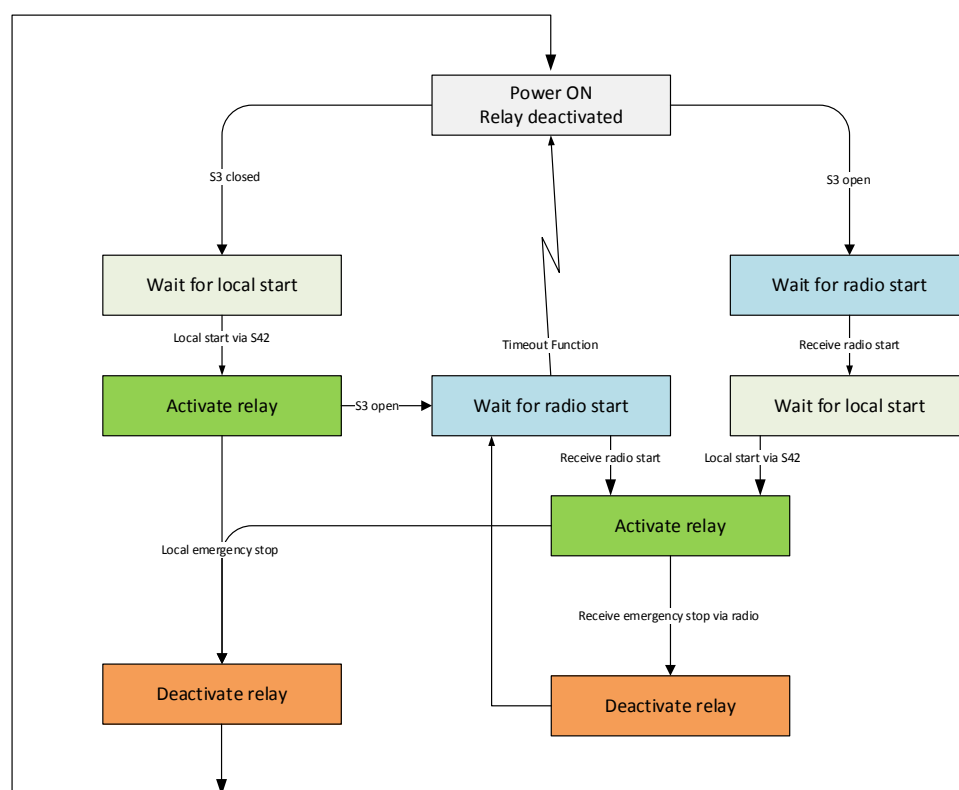 Power ON
Relay deactivated
S3 closed
S3 open
Wait for local start
Wait for radio start
Local start via S42
Timeout Function
Receive radio start
Activate relay
S3 open
Wait for radio start
Wait for local start
Receive radio start
Local start via S42
Activate relay
Local emergency stop
Receive emergency stop via radio
Deactivate relay
Deactivate relay